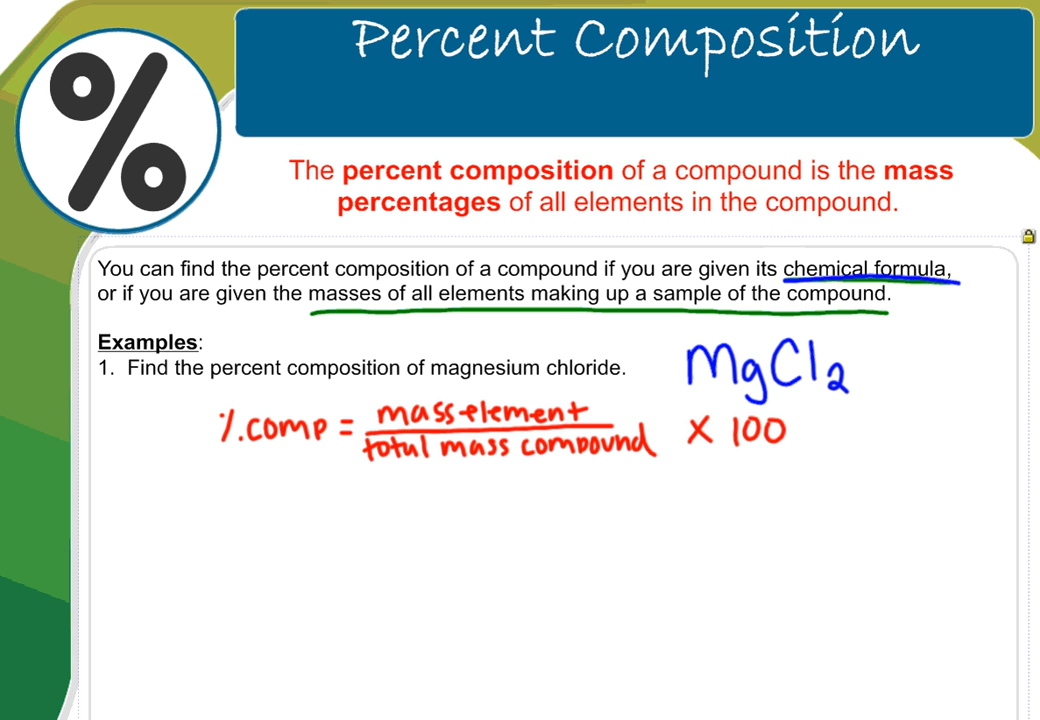 %
Percent Composition
The percent composition of a compound is the mass
percentages of all elements in the compound.
You can find the percent composition of a compound if you are given its chemical formula,
or if you are given the masses of all elements making up a sample of the compound.
Examples:
1. Find the percent composition of magnesium chloride.
MgCl2
%.comp = mass element
total mass compound
x 100